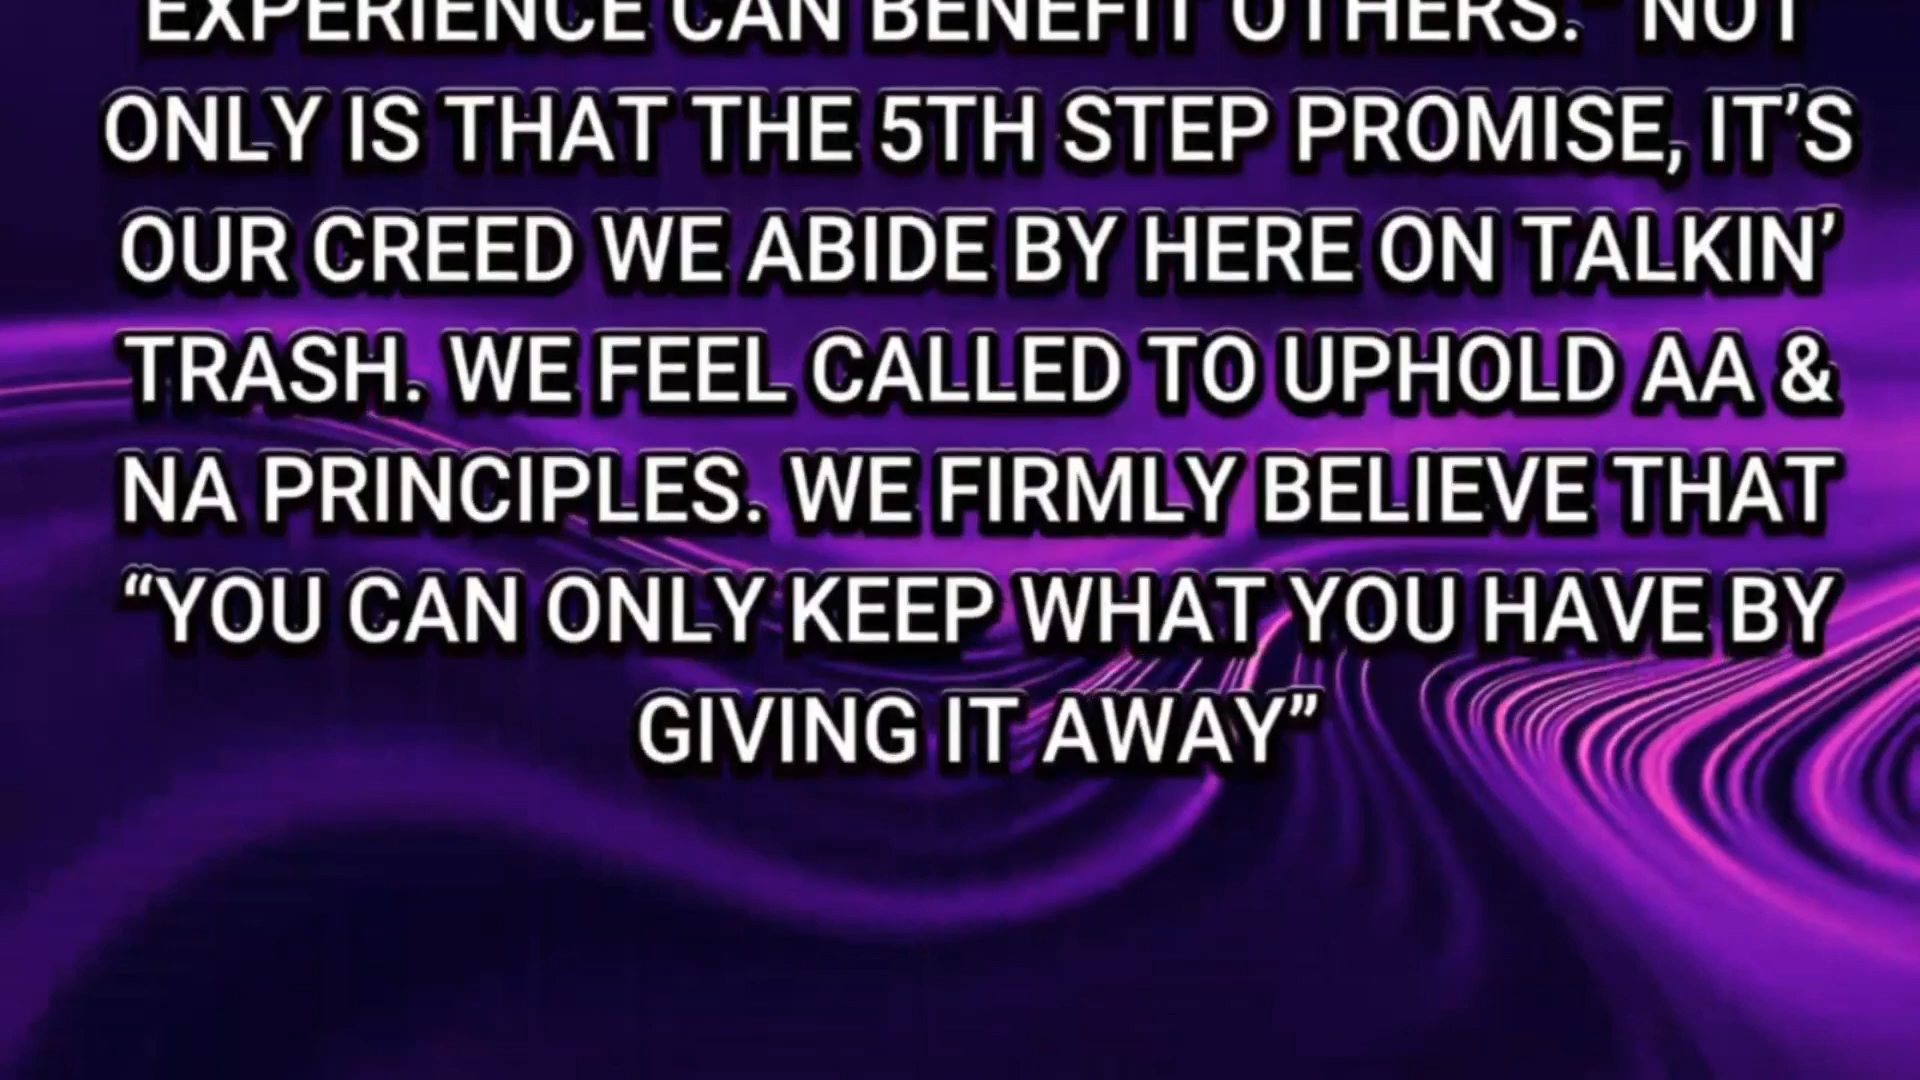 EXPERIENCE CAN BENEFIT OTHERS.” NOT
ONLY IS THAT THE 5TH STEP PROMISE, IT’S
OUR CREED WE ABIDE BY HERE ON TALKIN’
TRASH. WE FEEL CALLED TO UPHOLD AA &
NA PRINCIPLES. WE FIRMLY BELIEVE THAT
“YOU CAN ONLY KEEP WHAT YOU HAVE BY
GIVING IT AWAY”